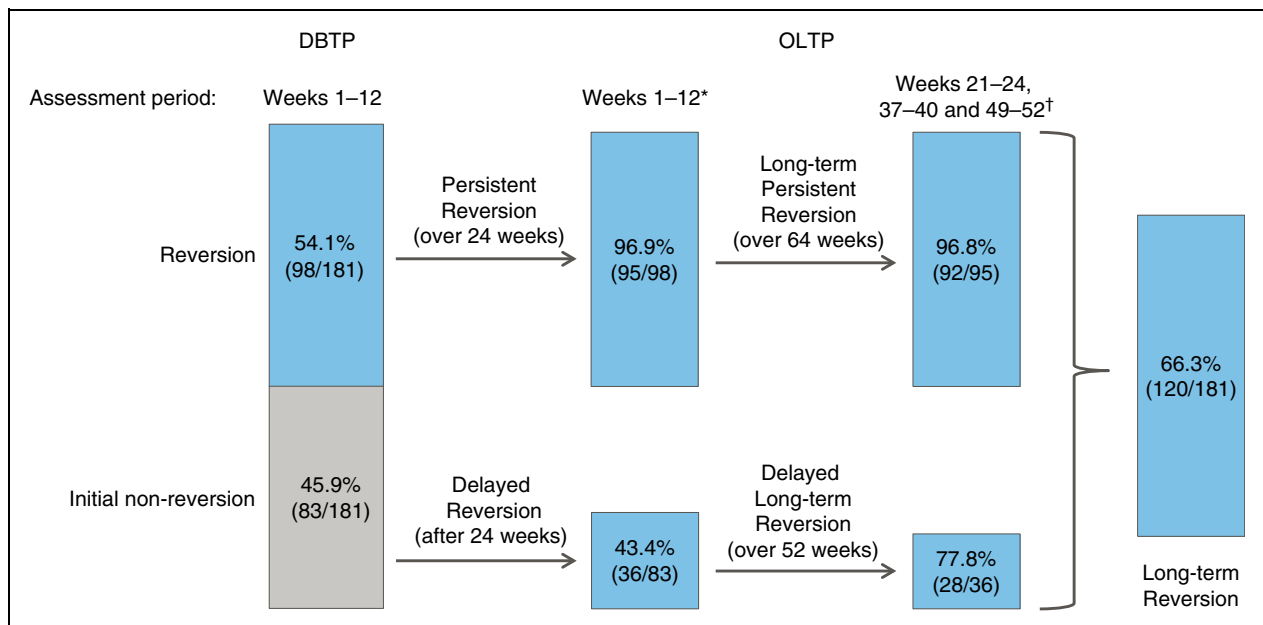 DBTP
OLTP
Assessment period:
Weeks 1–12
Weeks 1–12*
Weeks 21–24,
37–40 and 49–52†
Reversion
54.1%
(98/181)
Persistent
Reversion
(over 24 weeks)
96.9%
(95/98)
Long-term
Persistent
Reversion
(over 64 weeks)
96.8%
(92/95)
66.3%
(120/181)
Long-term
Reversion
Initial non-reversion
45.9%
(83/181)
Delayed
Reversion
(after 24 weeks)
43.4%
(36/83)
Delayed
Long-term
Reversion
(over 52 weeks)
77.8%
(28/36)